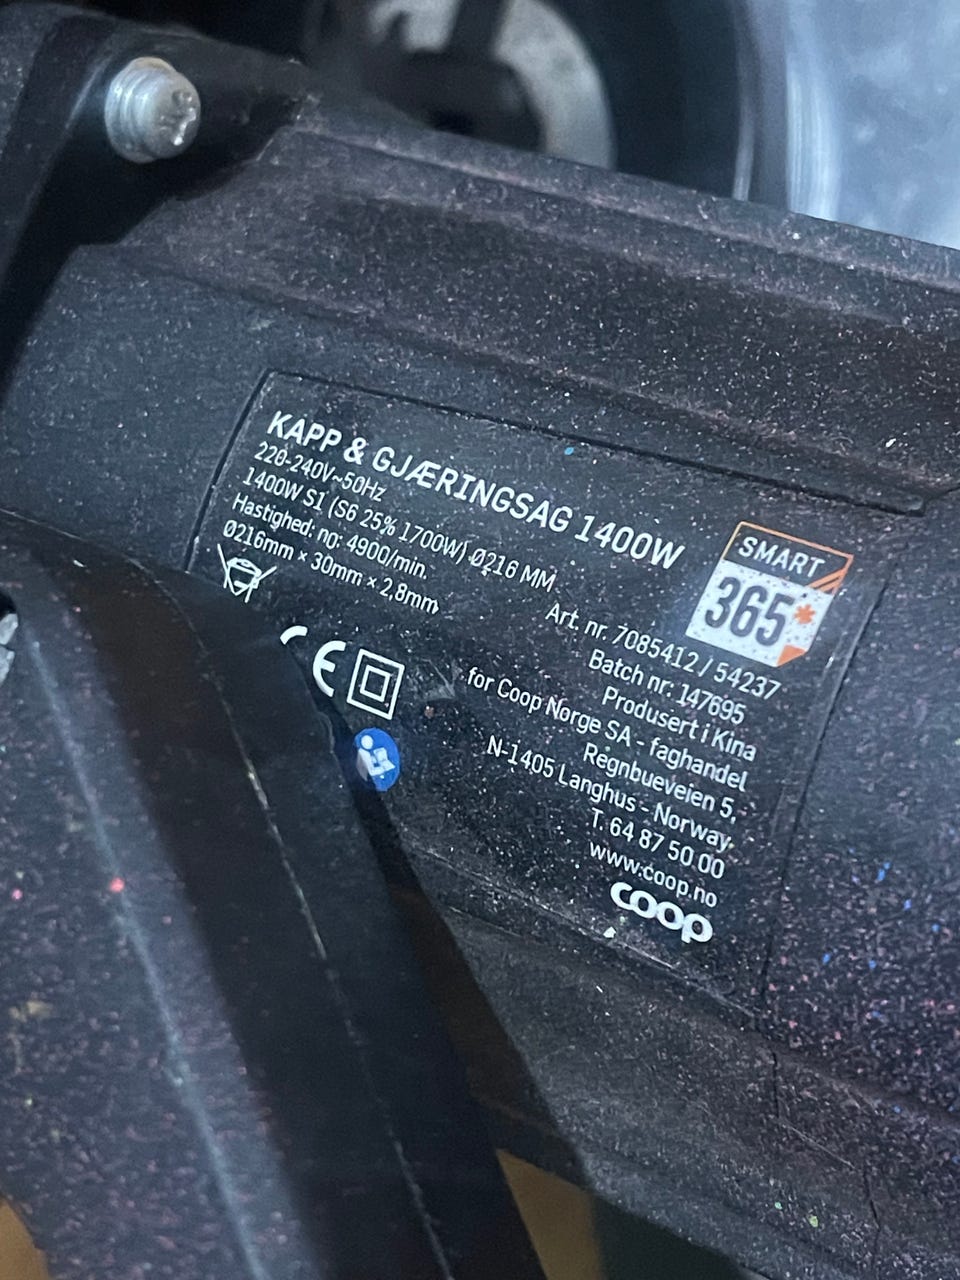 KAPP & GJÆRINGSAG 1400W
220-240V~50Hz
1400W S1 (S6 25% 1700W) Ø216 MM
Hastighed: no: 4900/min.
Ø216mm × 30mm × 2,8mm
SMART
365*
Art. nr. 7085412 / 54237
Batch nr: 147695
Produsert i Kina
for Coop Norge SA - faghandel
Regnbueveien 5,
N-1405 Langhus - Norway,
T. 64 87 50 00
www.coop.no
coop
CE